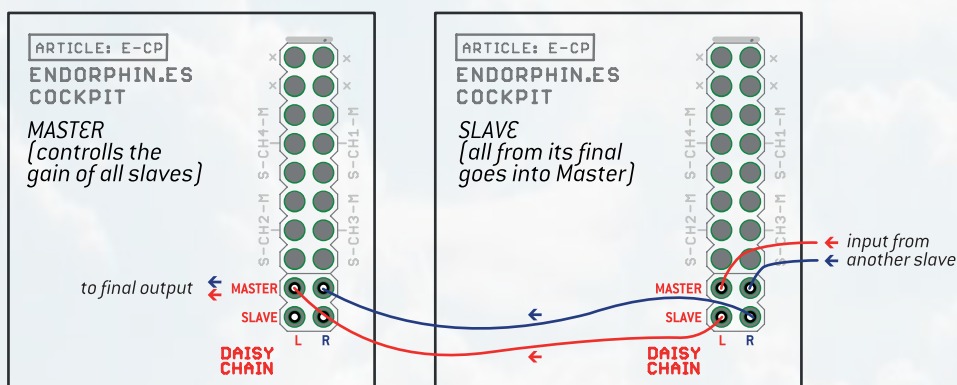 ARTICLE: E-CP
ENDORPHIN.ES
COCKPIT
MASTER
(controlls the
gain of all slaves)
× ×
× ×
S-CH4-M
S-CH1-M
S-CH2-M
S-CH3-M
to final output
MASTER
SLAVE
L R
DAISY
CHAIN
ARTICLE: E-CP
ENDORPHIN.ES
COCKPIT
SLAVE
(all from its final
goes into Master)
× ×
× ×
S-CH4-M
S-CH1-M
S-CH2-M
S-CH3-M
input from
another slave
MASTER
SLAVE
L R
DAISY
CHAIN